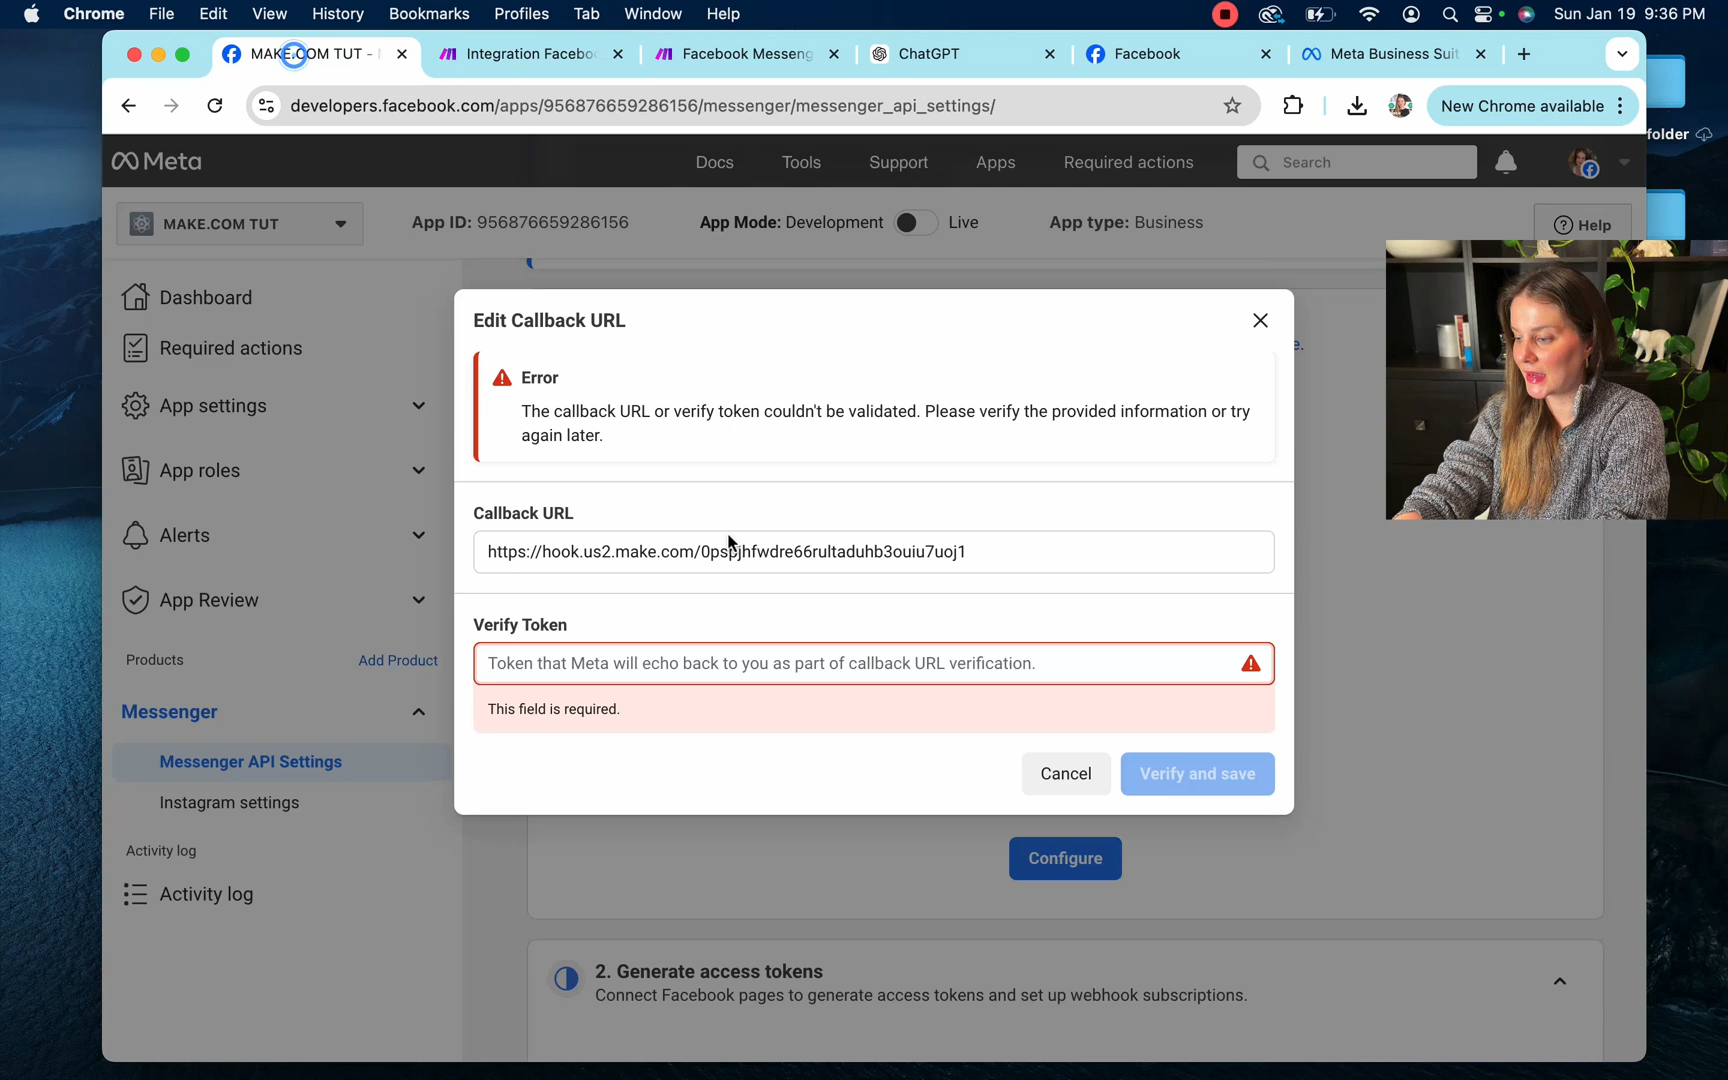 Chrome File Edit View History Bookmarks Profiles Tab Window Help Sun Jan 19 9:36 PM
MAKE.COM TUT - Integration Facebo Facebook Messeng ChatGPT Facebook Meta Business Suit
developers.facebook.com/apps/956876659286156/messenger/messenger_api_settings/ New Chrome available
folder
Meta Docs Tools Support Apps Required actions Search
MAKE.COM TUT App ID: 956876659286156 App Mode: Development Live App type: Business Help
Dashboard
Required actions
App settings
App roles
Alerts
App Review
Products Add Product
Messenger
Messenger API Settings
Instagram settings
Activity log
Activity log
Edit Callback URL
Error
The callback URL or verify token couldn't be validated. Please verify the provided information or try
again later.
Callback URL
https://hook.us2.make.com/0pspjhfwdre66rultaduhb3ouiu7uoj1
Verify Token
Token that Meta will echo back to you as part of callback URL verification.
This field is required.
Cancel Verify and save
Configure
2. Generate access tokens
Connect Facebook pages to generate access tokens and set up webhook subscriptions.